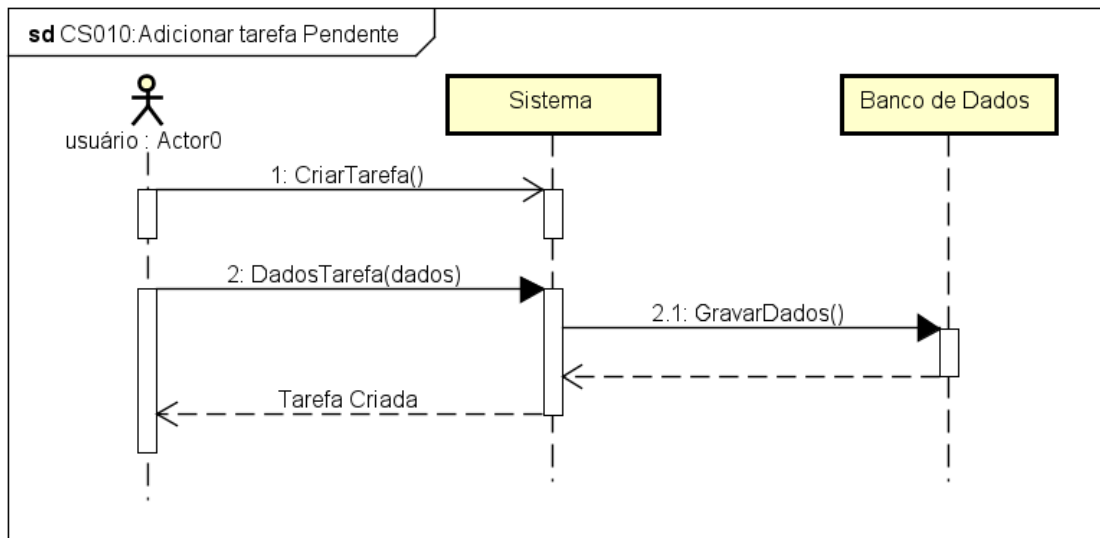 sd CS010:Adicionar tarefa Pendente
usuário : Actor0
Sistema
Banco de Dados
1: CriarTarefa()
2: DadosTarefa(dados)
2.1: GravarDados()
Tarefa Criada